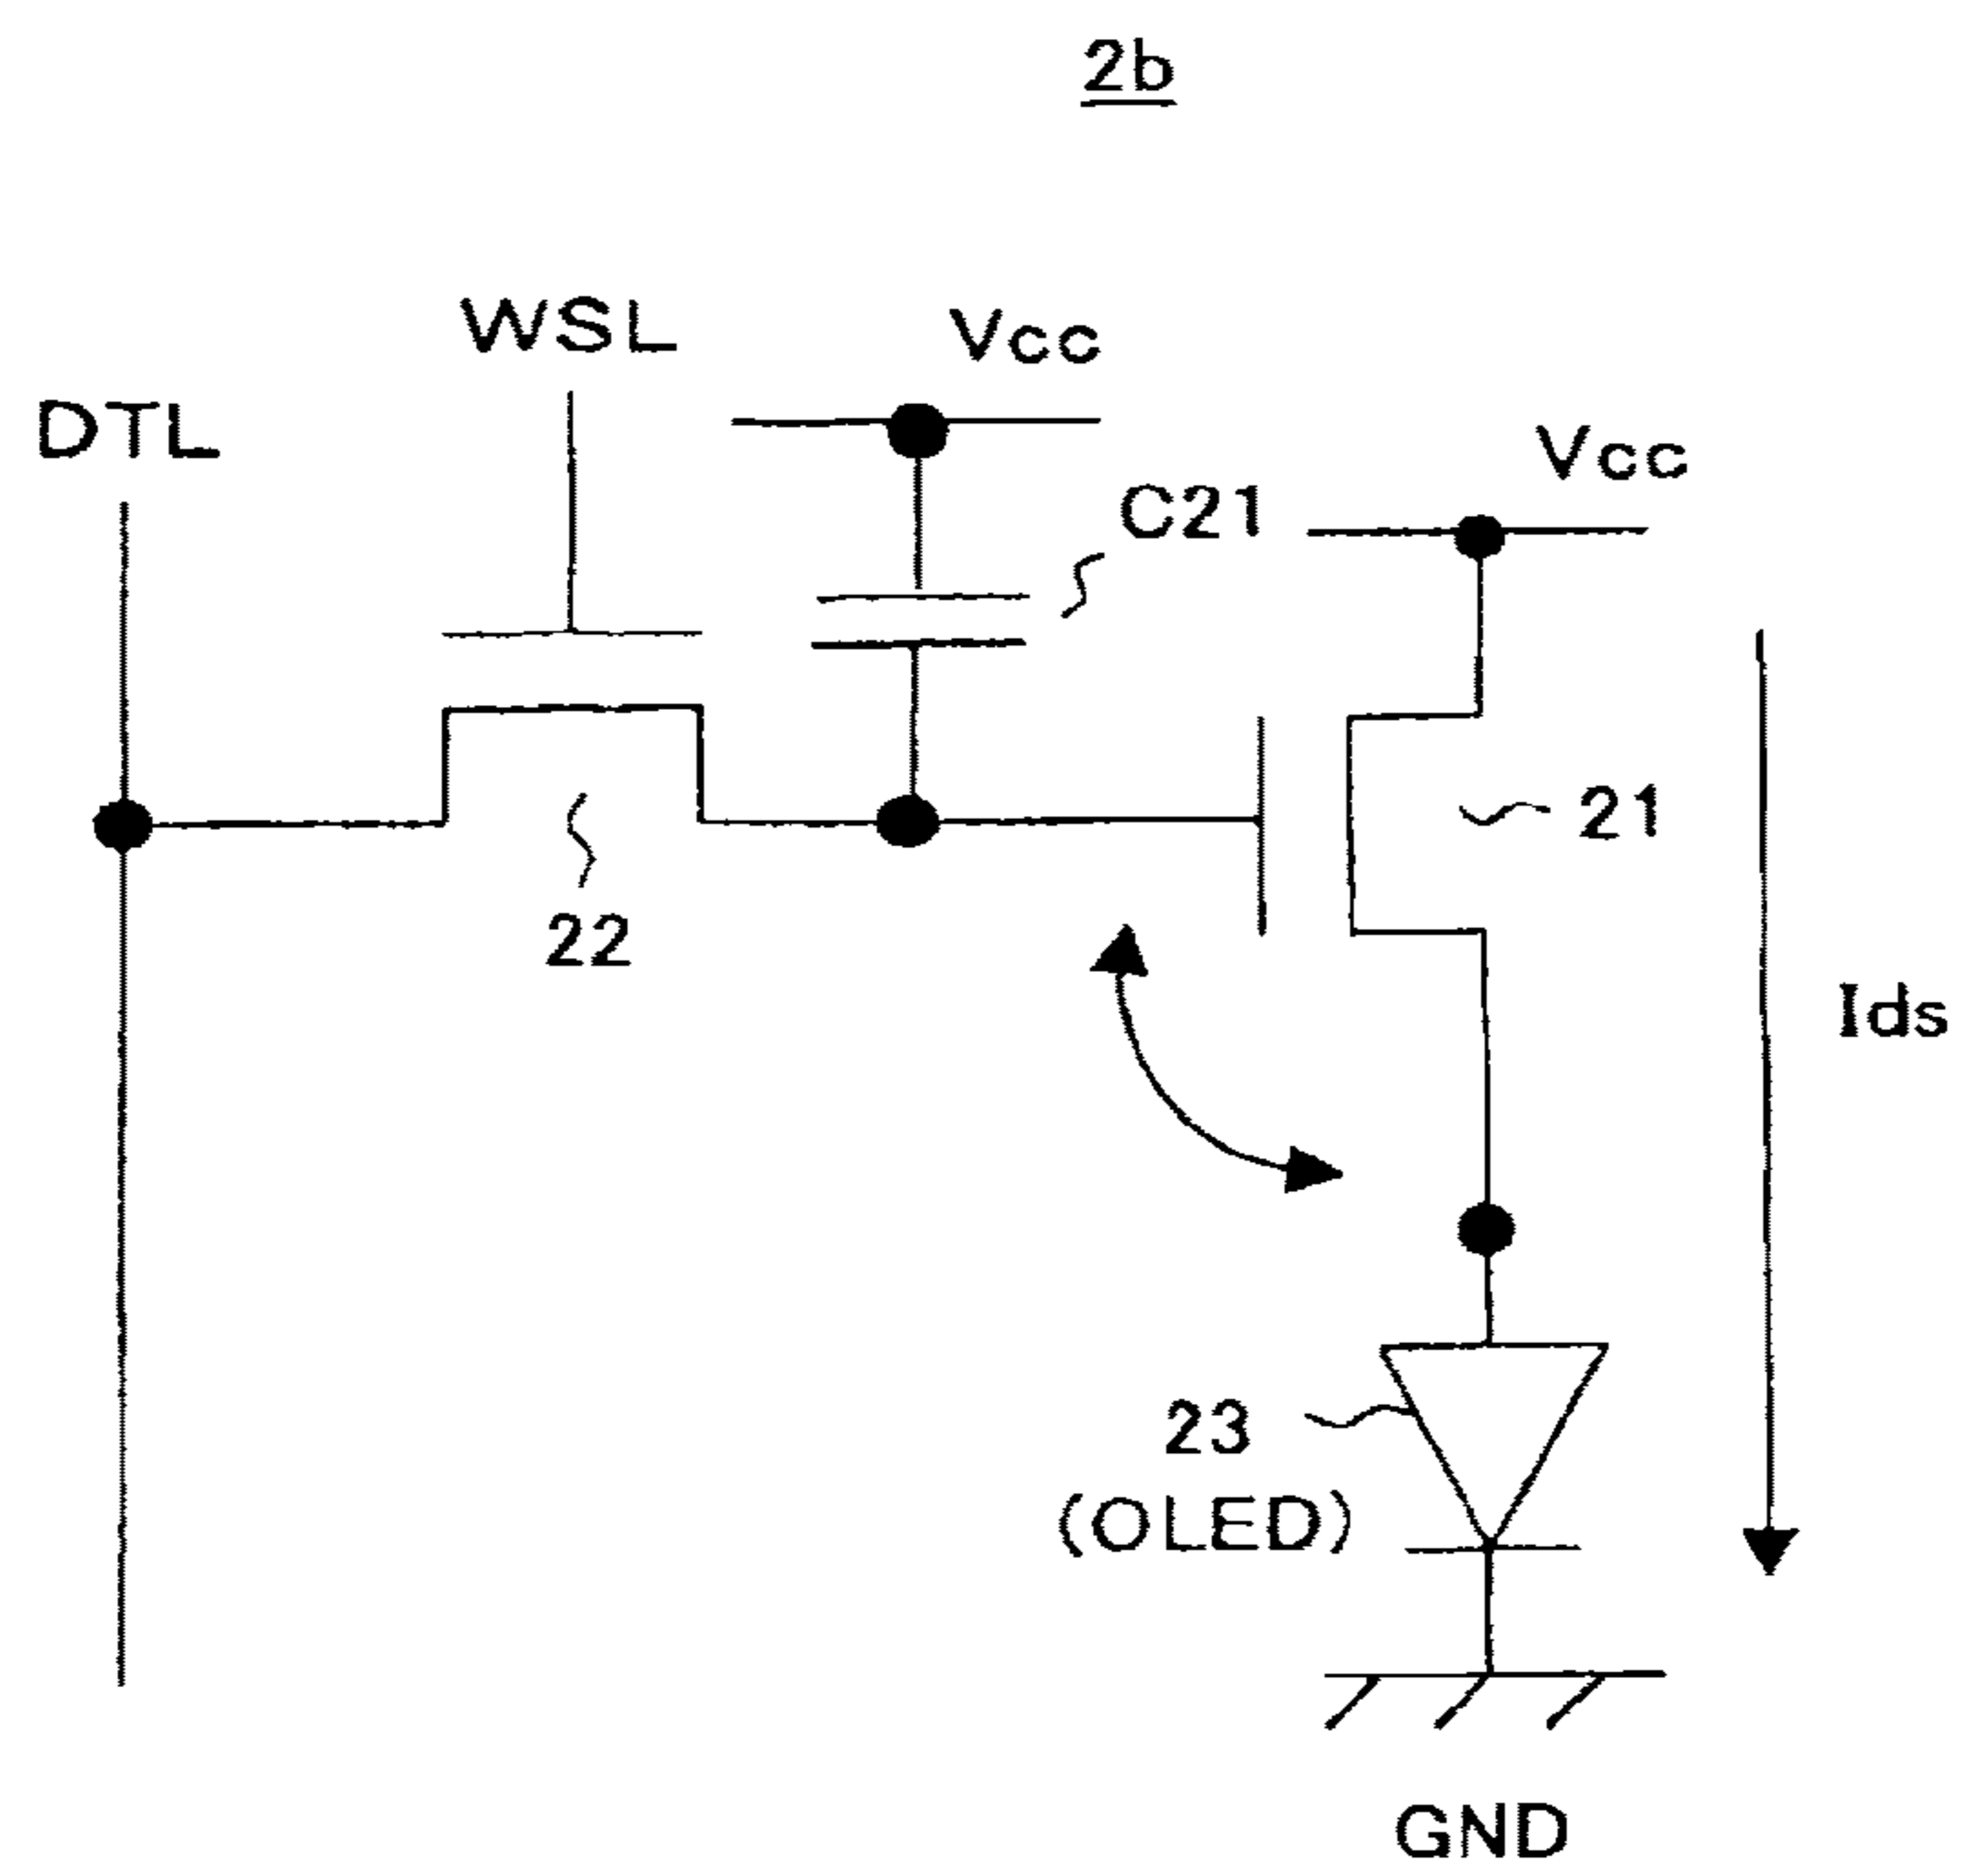 2b
WSL
Vcc
DTL
Vcc
C21
21
22
Ids
23
(OLED)
GND